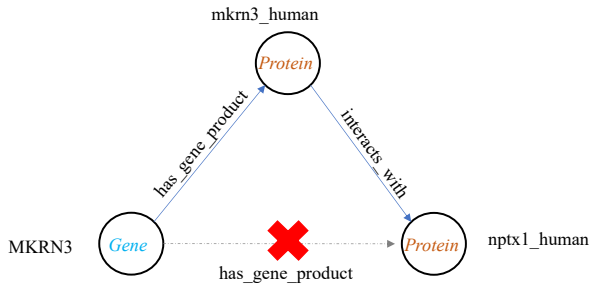 mkrn3_human
Protein
has_gene_product
interacts_with
MKRN3
Gene
Protein
nptx1_human
has_gene_product